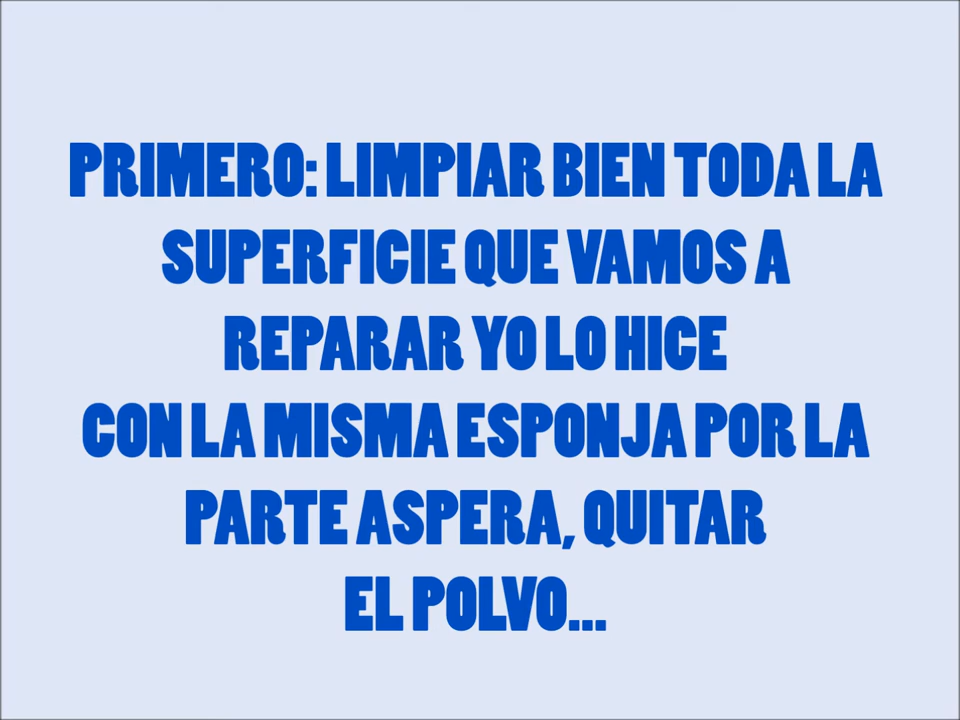 PRIMERO: LIMPIAR BIEN TODA LA
SUPERFICIE QUE VAMOS A
REPARAR YO LO HICE
CON LA MISMA ESPONJA POR LA
PARTE ASPERA, QUITAR
EL POLVO...